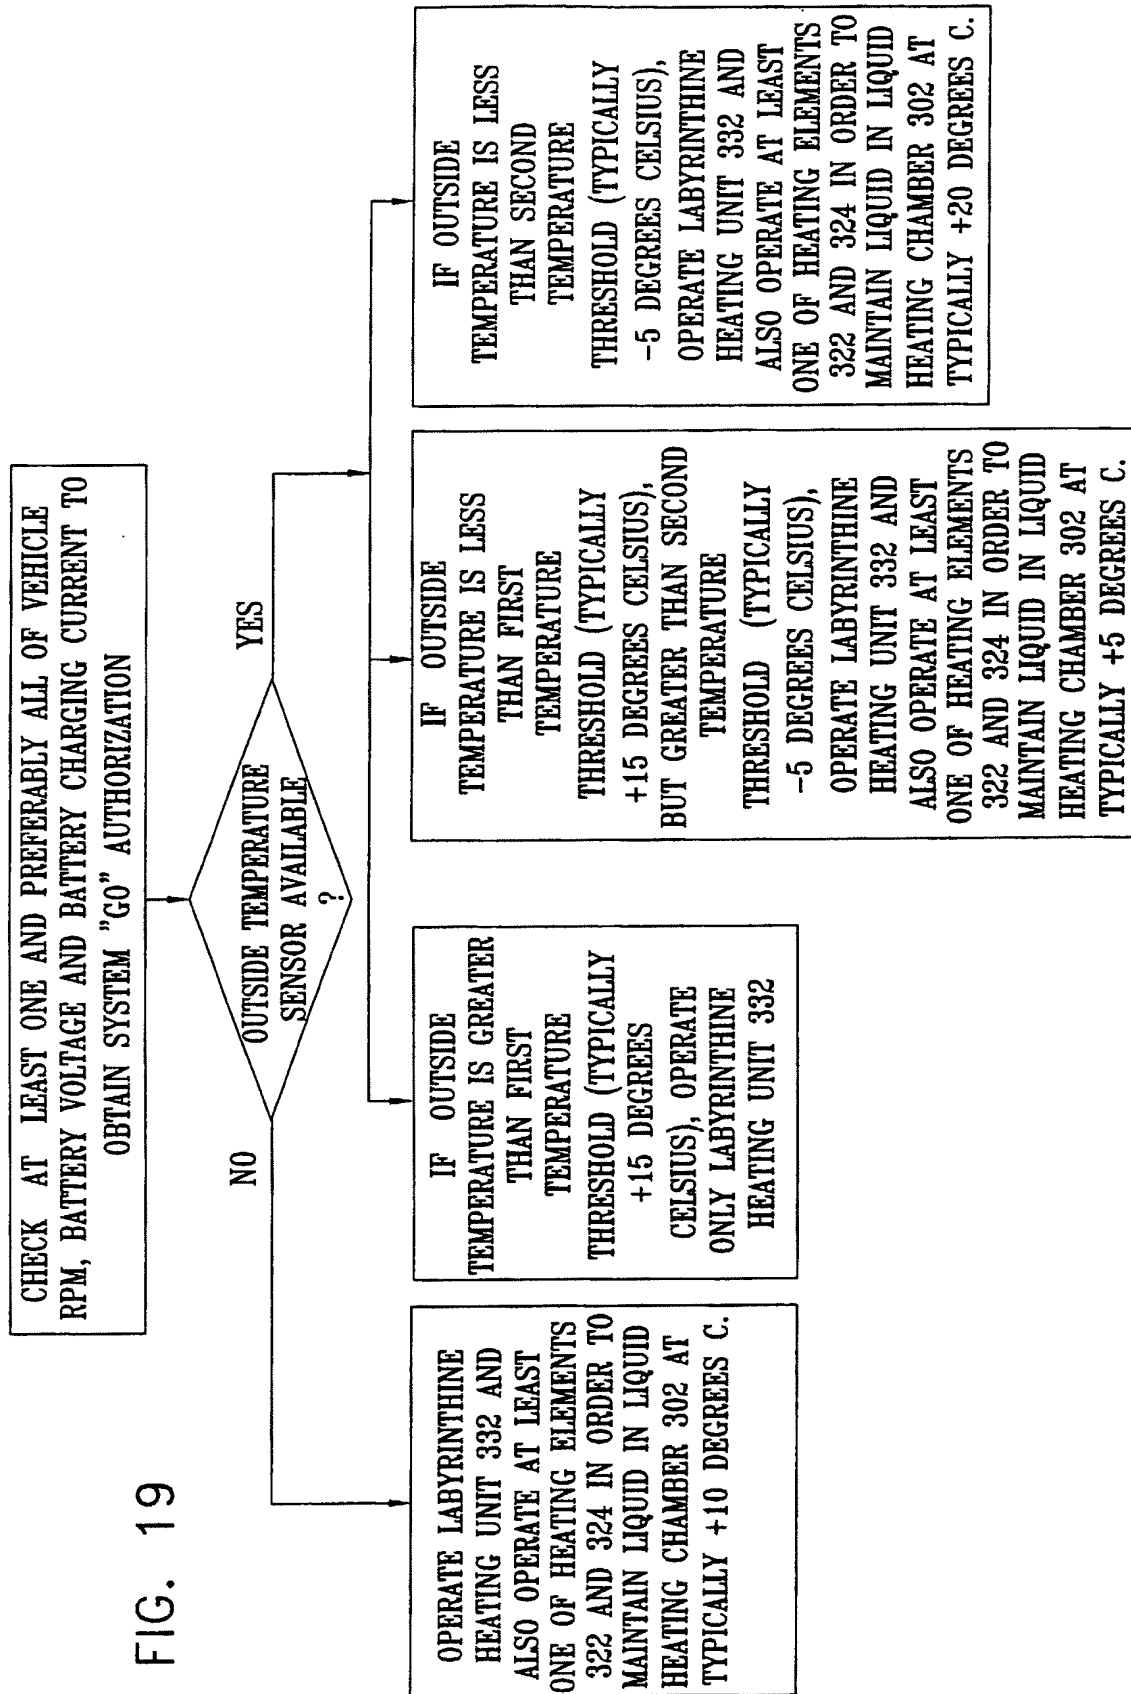 FIG. 19
CHECK AT LEAST ONE AND PREFERABLY ALL OF VEHICLE
RPM, BATTERY VOLTAGE AND BATTERY CHARGING CURRENT TO
OBTAIN SYSTEM "GO" AUTHORIZATION
OUTSIDE TEMPERATURE
SENSOR AVAILABLE
?
NO
YES
OPERATE LABYRINTHINE
HEATING UNIT 332 AND
ALSO OPERATE AT LEAST
ONE OF HEATING ELEMENTS
322 AND 324 IN ORDER TO
MAINTAIN LIQUID IN LIQUID
HEATING CHAMBER 302 AT
TYPICALLY +10 DEGREES C.
IF OUTSIDE
TEMPERATURE IS GREATER
THAN FIRST
TEMPERATURE
THRESHOLD (TYPICALLY
+15 DEGREES
CELSIUS), OPERATE
ONLY LABYRINTHINE
HEATING UNIT 332
IF OUTSIDE
TEMPERATURE IS LESS
THAN FIRST
TEMPERATURE
THRESHOLD (TYPICALLY
+15 DEGREES CELSIUS),
BUT GREATER THAN SECOND
TEMPERATURE
THRESHOLD (TYPICALLY
-5 DEGREES CELSIUS),
OPERATE LABYRINTHINE
HEATING UNIT 332 AND
ALSO OPERATE AT LEAST
ONE OF HEATING ELEMENTS
322 AND 324 IN ORDER TO
MAINTAIN LIQUID IN LIQUID
HEATING CHAMBER 302 AT
TYPICALLY +5 DEGREES C.
IF OUTSIDE
TEMPERATURE IS LESS
THAN SECOND
TEMPERATURE
THRESHOLD (TYPICALLY
-5 DEGREES CELSIUS),
OPERATE LABYRINTHINE
HEATING UNIT 332 AND
ALSO OPERATE AT LEAST
ONE OF HEATING ELEMENTS
322 AND 324 IN ORDER TO
MAINTAIN LIQUID IN LIQUID
HEATING CHAMBER 302 AT
TYPICALLY +20 DEGREES C.